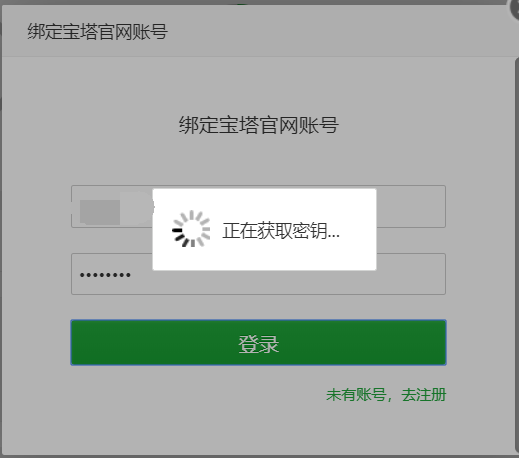 绑定宝塔官网账号
绑定宝塔官网账号
正在获取密钥...
••••••••
登录
未有账号，去注册